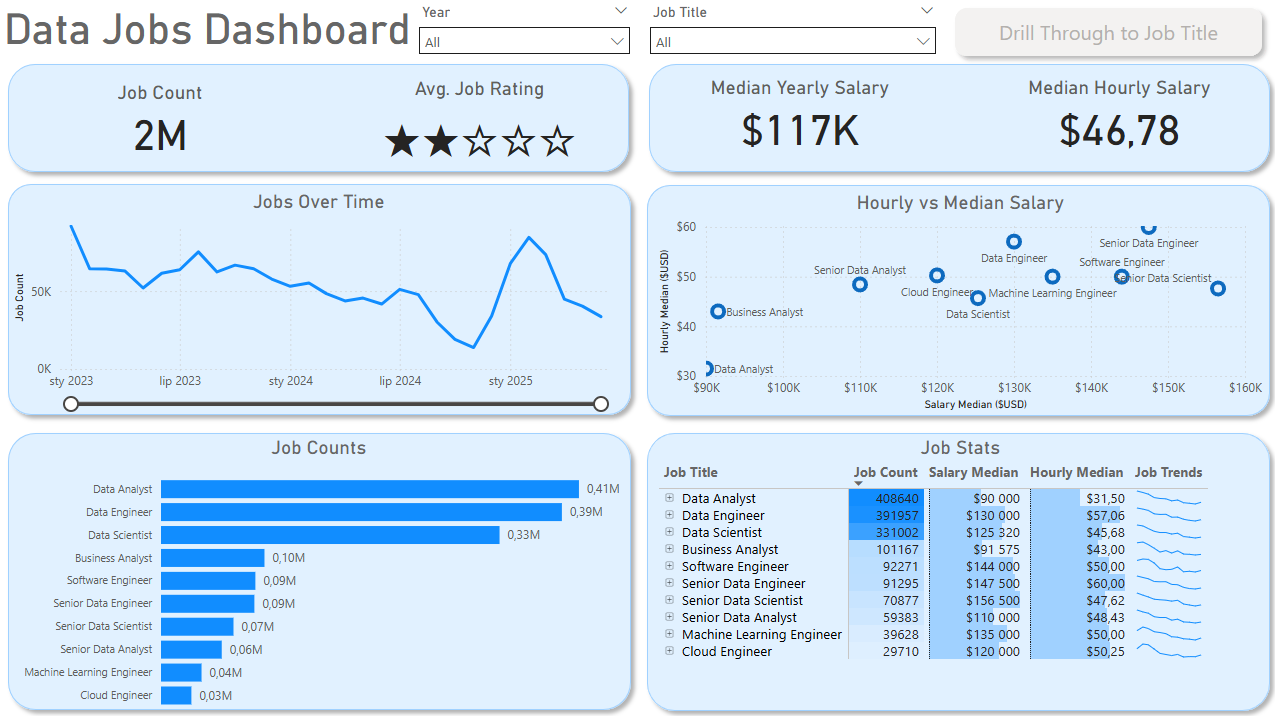 Data Jobs Dashboard
Year
All
Job Title
All
Drill Through to Job Title
Job Count
2M
Avg. Job Rating
★★☆☆☆
Median Yearly Salary
$117K
Median Hourly Salary
$46,78
Jobs Over Time
Job Count
50K
0K
sty 2023 lip 2023 sty 2024 lip 2024 sty 2025
Hourly vs Median Salary
Hourly Median ($USD)
$60
$50
$40
$30
Senior Data Engineer
Data Engineer
Software Engineer
Senior Data Analyst
Senior Data Scientist
Cloud Engineer
Machine Learning Engineer
Business Analyst
Data Scientist
Data Analyst
$90K $100K $110K $120K $130K $140K $150K $160K
Salary Median ($USD)
Job Counts
Data Analyst 0,41M
Data Engineer 0,39M
Data Scientist 0,33M
Business Analyst 0,10M
Software Engineer 0,09M
Senior Data Engineer 0,09M
Senior Data Scientist 0,07M
Senior Data Analyst 0,06M
Machine Learning Engineer 0,04M
Cloud Engineer 0,03M
Job Stats
Job Title Job Count Salary Median Hourly Median Job Trends
Data Analyst 408640 $90 000 $31,50
Data Engineer 391957 $130 000 $57,06
Data Scientist 331002 $125 320 $45,68
Business Analyst 101167 $91 575 $43,00
Software Engineer 92271 $144 000 $50,00
Senior Data Engineer 91295 $147 500 $60,00
Senior Data Scientist 70877 $156 500 $47,62
Senior Data Analyst 59383 $110 000 $48,43
Machine Learning Engineer 39628 $135 000 $50,00
Cloud Engineer 29710 $120 000 $50,25